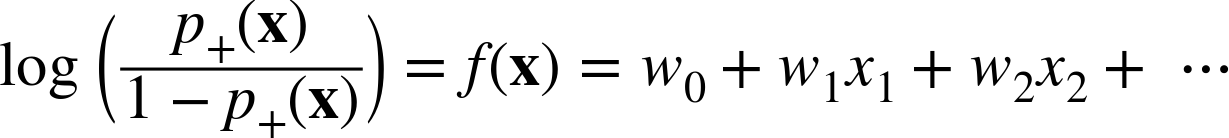 log (p₊(𝐱) / (1 − p₊(𝐱))) = f(𝐱) = w₀ + w₁x₁ + w₂x₂ + ⋯